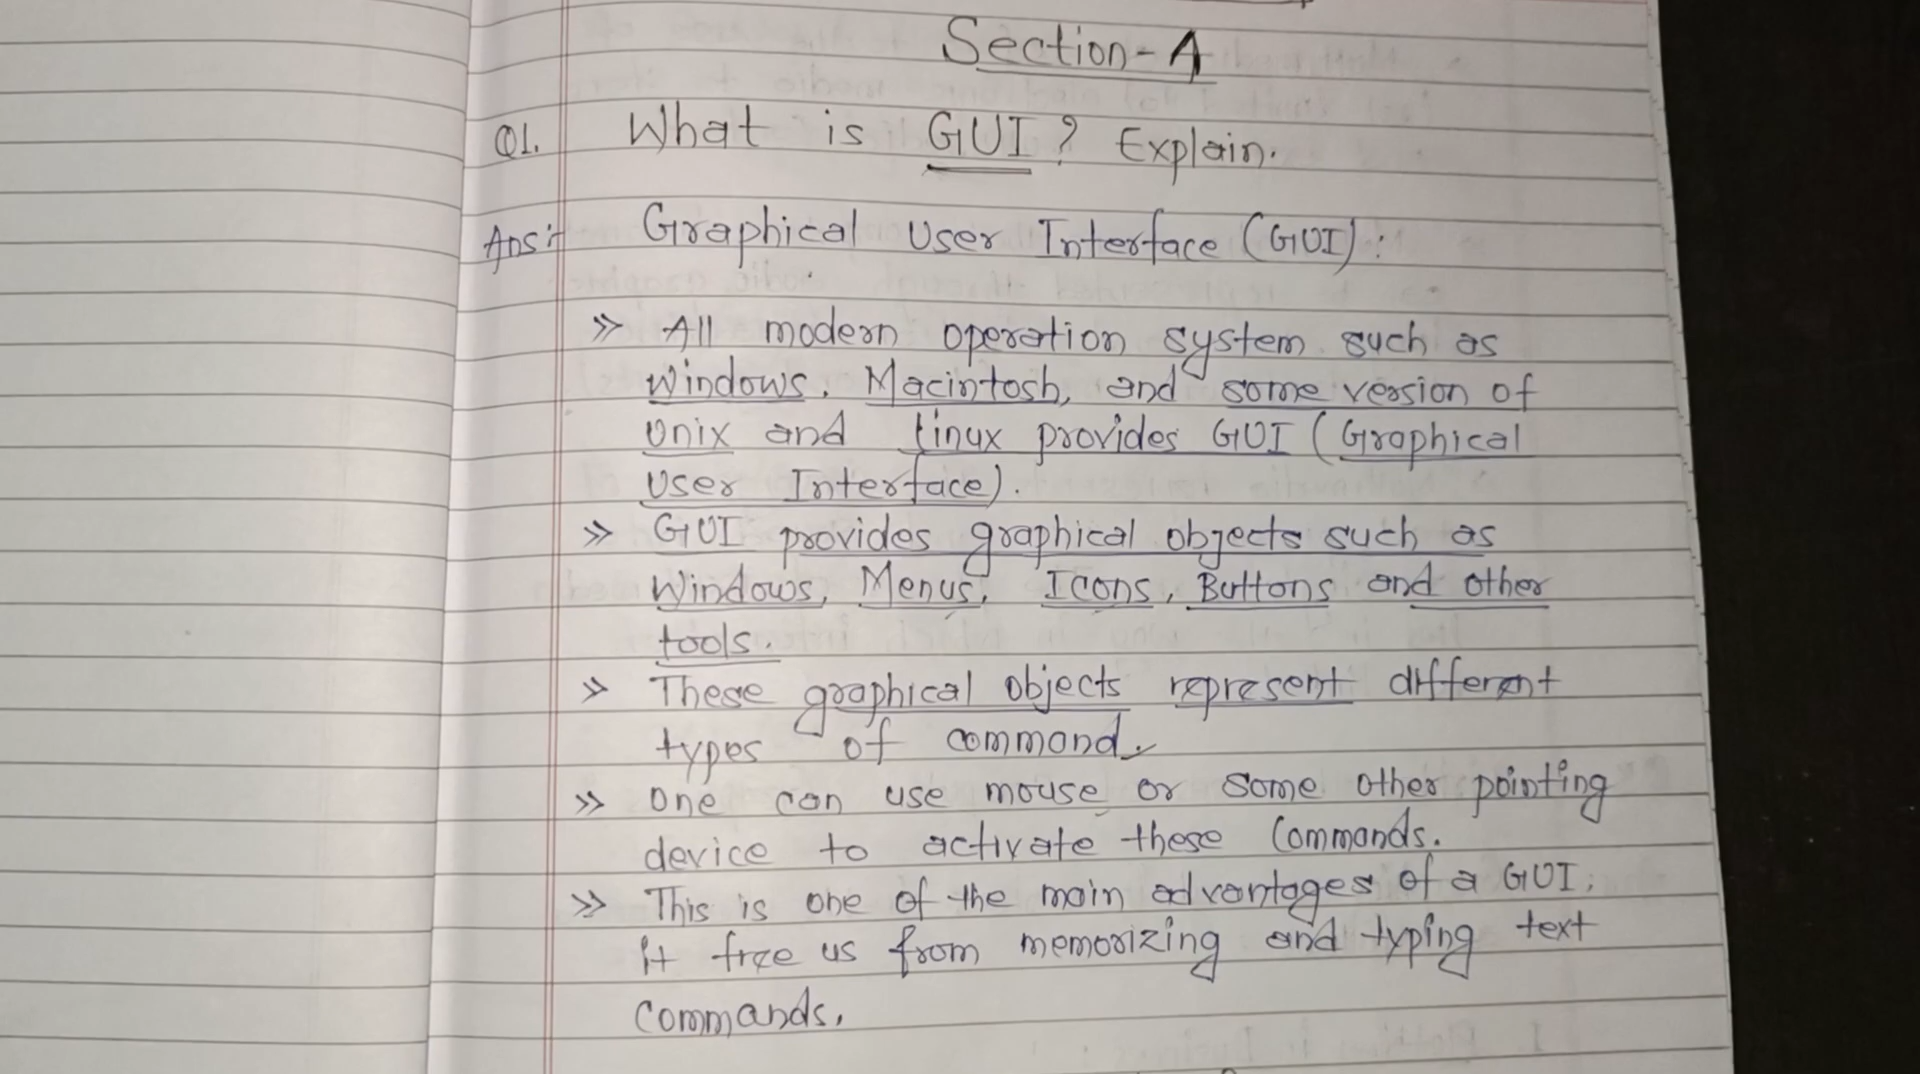 Section-A
Q1. What is GUI? Explain.
Ans:- Graphical User Interface (GUI):
>> All modern operation system such as
Windows, Macintosh, and some version of
Unix and Linux provides GUI (Graphical
User Interface).
>> GUI provides graphical objects such as
Windows, Menus, Icons, Buttons and other
tools.
>> These graphical objects represent different
types of command.
>> One can use mouse or some other pointing
device to activate these Commands.
>> This is one of the main advantages of a GUI,
it free us from memorizing and typing text
Commands.